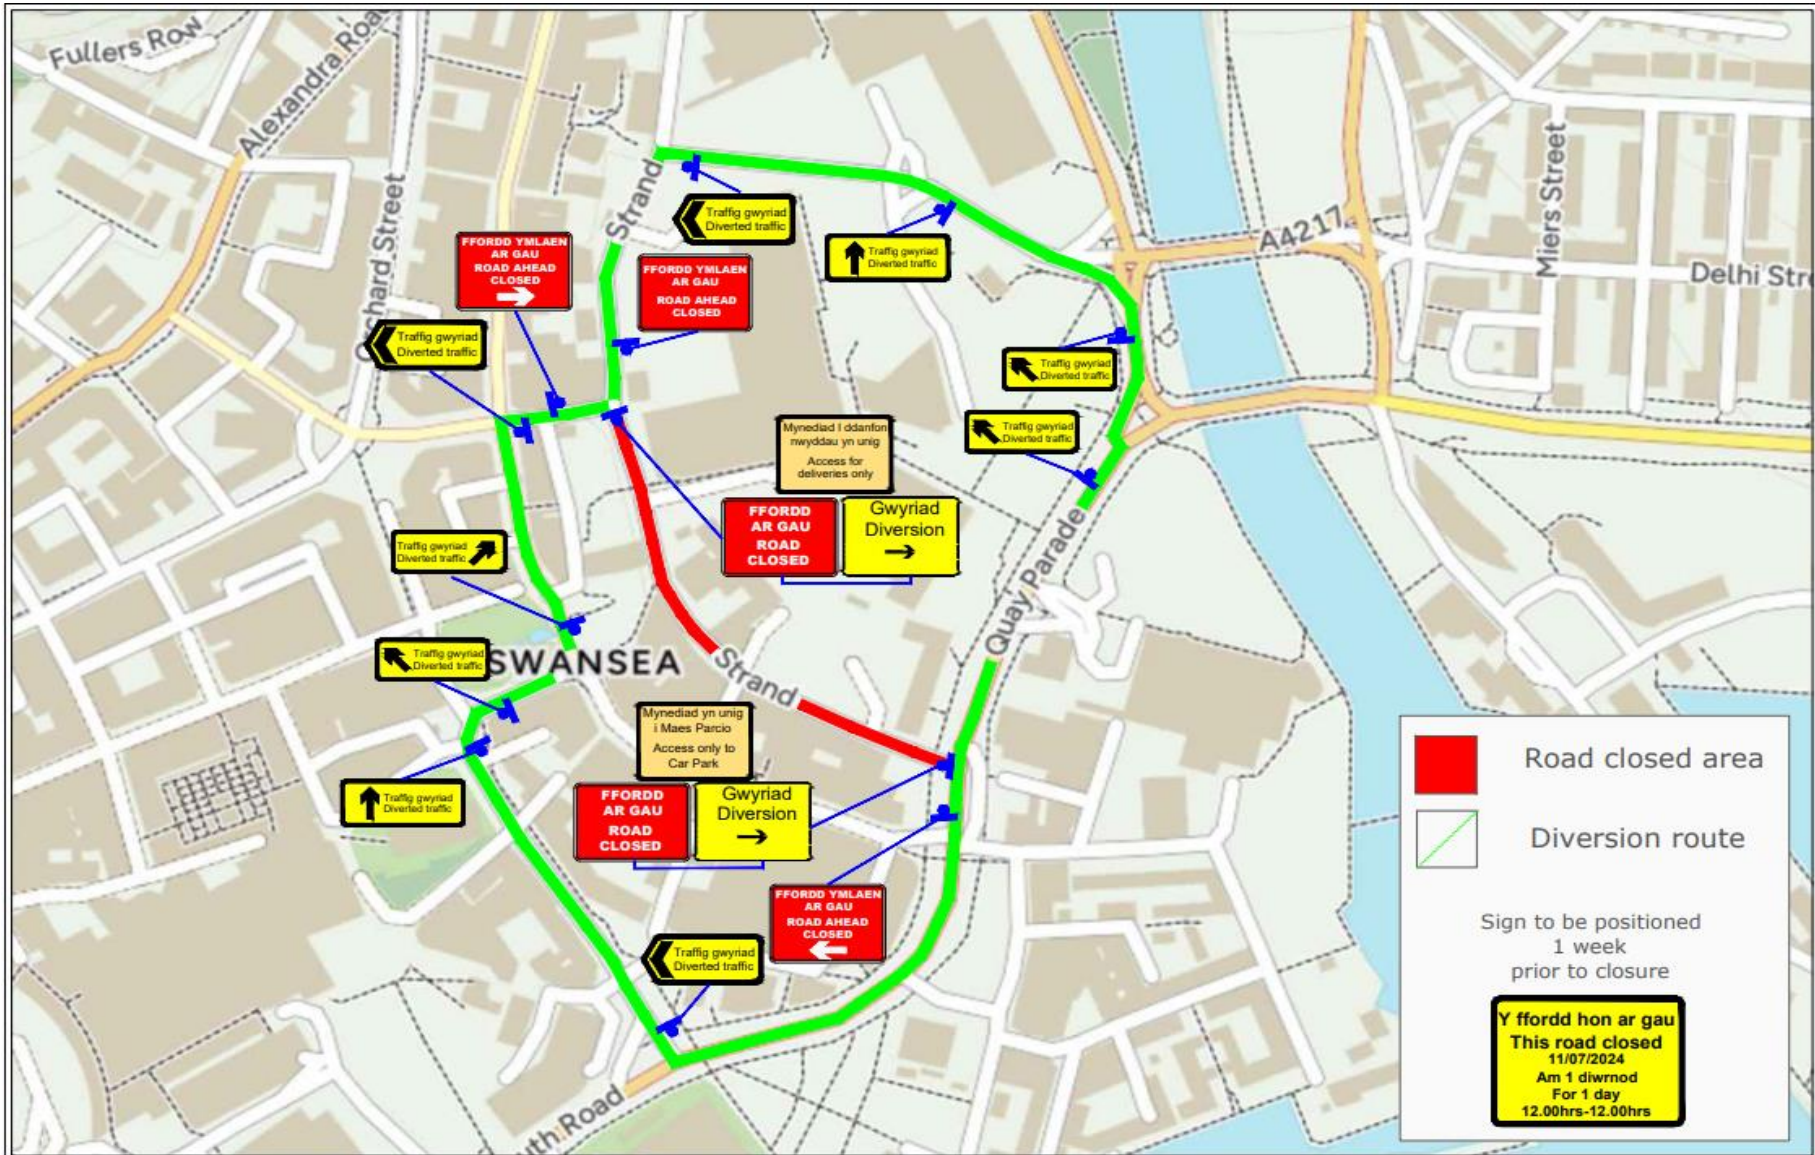 Fullers Row
Alexandra Road
Orchard Street
Strand
Traffig gwyriad
Diverted traffic
Traffig gwyriad
Diverted traffic
A4217
Miers Street
Delhi Stre
FFORDD YMLAEN
AR GAU
ROAD AHEAD
CLOSED
FFORDD YMLAEN
AR GAU
ROAD AHEAD
CLOSED
Traffig gwyriad
Diverted traffic
Traffig gwyriad
Diverted traffic
Traffig gwyriad
Diverted traffic
Mynediad I ddanfon
nwyddau yn unig
Access for
deliveries only
FFORDD
AR GAU
ROAD
CLOSED
Gwyriad
Diversion
Traffig gwyriad
Diverted traffic
Quay Parade
Traffig gwyriad
Diverted traffic
SWANSEA
Strand
Mynediad yn unig
i Maes Parcio
Access only to
Car Park
FFORDD
AR GAU
ROAD
CLOSED
Gwyriad
Diversion
Traffig gwyriad
Diverted traffic
FFORDD YMLAEN
AR GAU
ROAD AHEAD
CLOSED
Traffig gwyriad
Diverted traffic
uth Road
Road closed area
Diversion route
Sign to be positioned
1 week
prior to closure
Y ffordd hon ar gau
This road closed
11/07/2024
Am 1 diwrnod
For 1 day
12.00hrs-12.00hrs